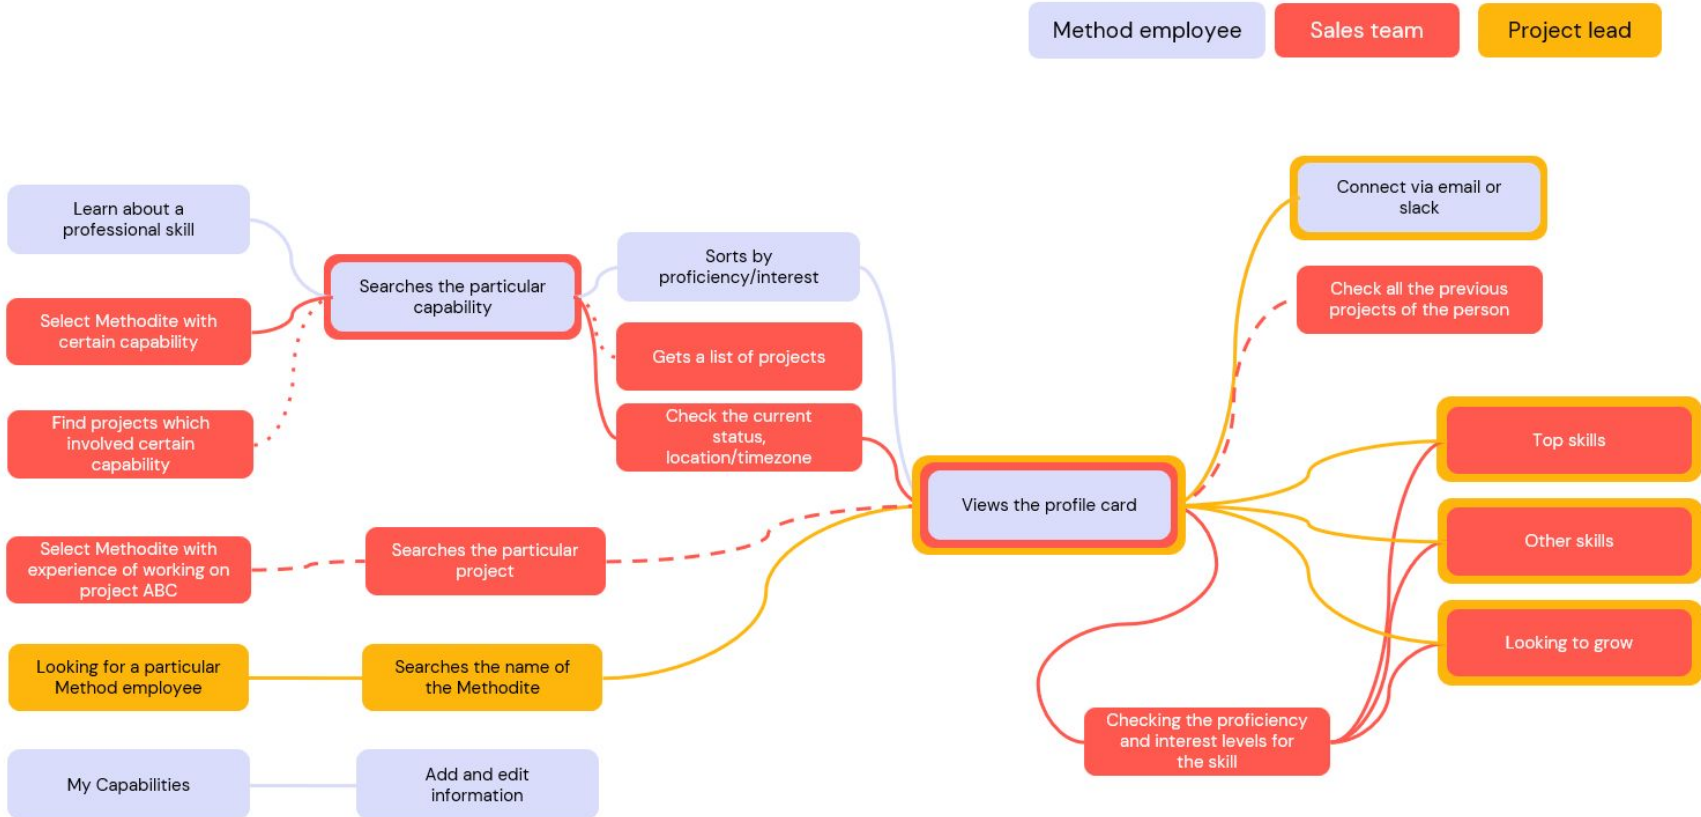 Method employee
Sales team
Project lead
Learn about a
professional skill
Select Methodite with
certain capability
Find projects which
involved certain
capability
Select Methodite with
experience of working on
project ABC
Looking for a particular
Method employee
My Capabilities
Searches the particular
capability
Searches the particular
project
Searches the name of
the Methodite
Add and edit
information
Sorts by
proficiency/interest
Gets a list of projects
Check the current
status,
location/timezone
Views the profile card
Connect via email or
slack
Check all the previous
projects of the person
Top skills
Other skills
Looking to grow
Checking the proficiency
and interest levels for
the skill